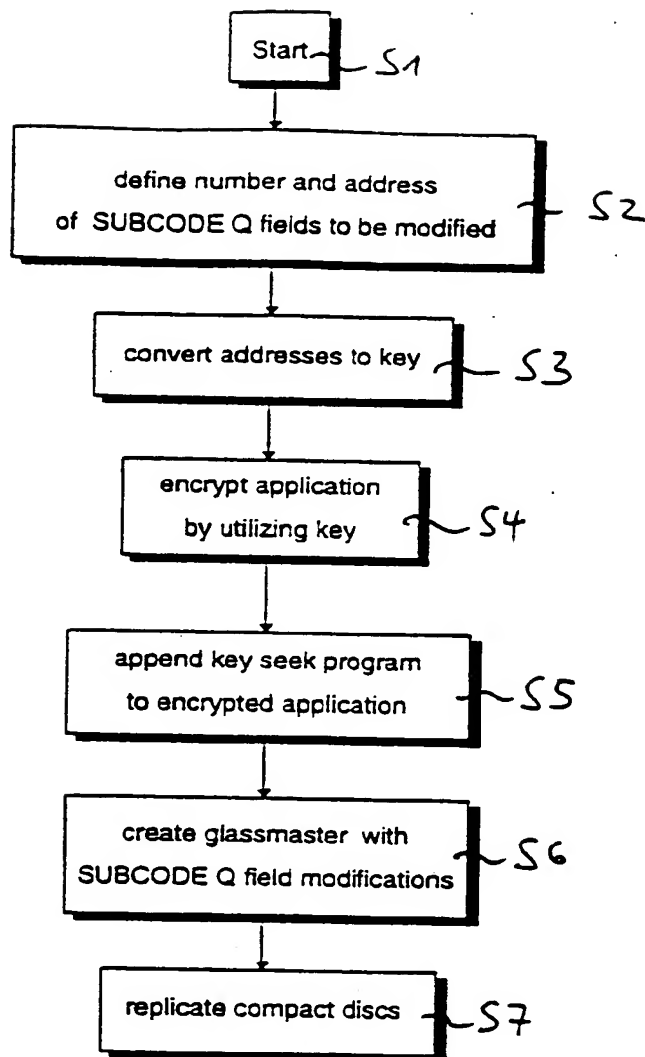 Start
S1
define number and address
of SUBCODE Q fields to be modified
S2
convert addresses to key
S3
encrypt application
by utilizing key
S4
append key seek program
to encrypted application
S5
create glassmaster with
SUBCODE Q field modifications
S6
replicate compact discs
S7